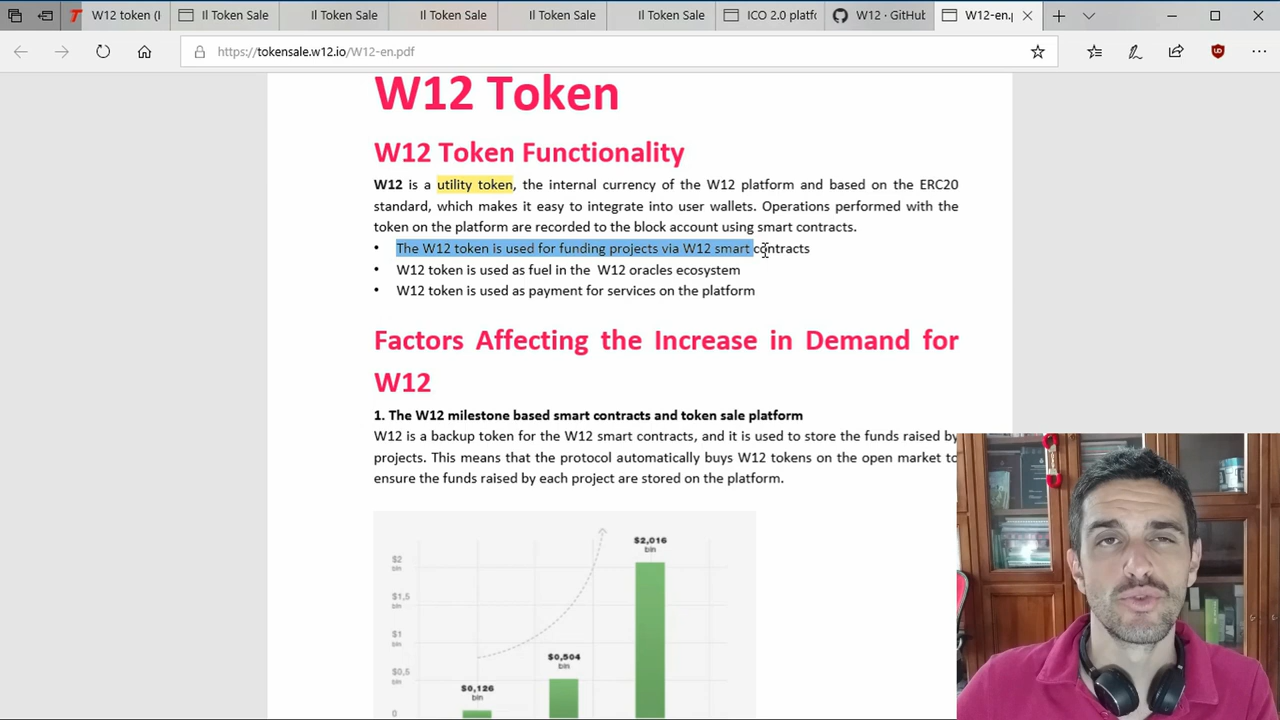 W12 token (I
Il Token Sale
Il Token Sale
Il Token Sale
Il Token Sale
Il Token Sale
ICO 2.0 platf
W12 · GitHub
W12-en.p
https://tokensale.w12.io/W12-en.pdf
W12 Token
W12 Token Functionality
W12 is a utility token, the internal currency of the W12 platform and based on the ERC20
standard, which makes it easy to integrate into user wallets. Operations performed with the
token on the platform are recorded to the block account using smart contracts.
• The W12 token is used for funding projects via W12 smart contracts
• W12 token is used as fuel in the W12 oracles ecosystem
• W12 token is used as payment for services on the platform
Factors Affecting the Increase in Demand for
W12
1. The W12 milestone based smart contracts and token sale platform
W12 is a backup token for the W12 smart contracts, and it is used to store the funds raised by
projects. This means that the protocol automatically buys W12 tokens on the open market to
ensure the funds raised by each project are stored on the platform.
$2,016
bln
$2
bln
$1,5
bln
$1
bln
$0,504
bln
$0,5
bln
$0,126
bln
0